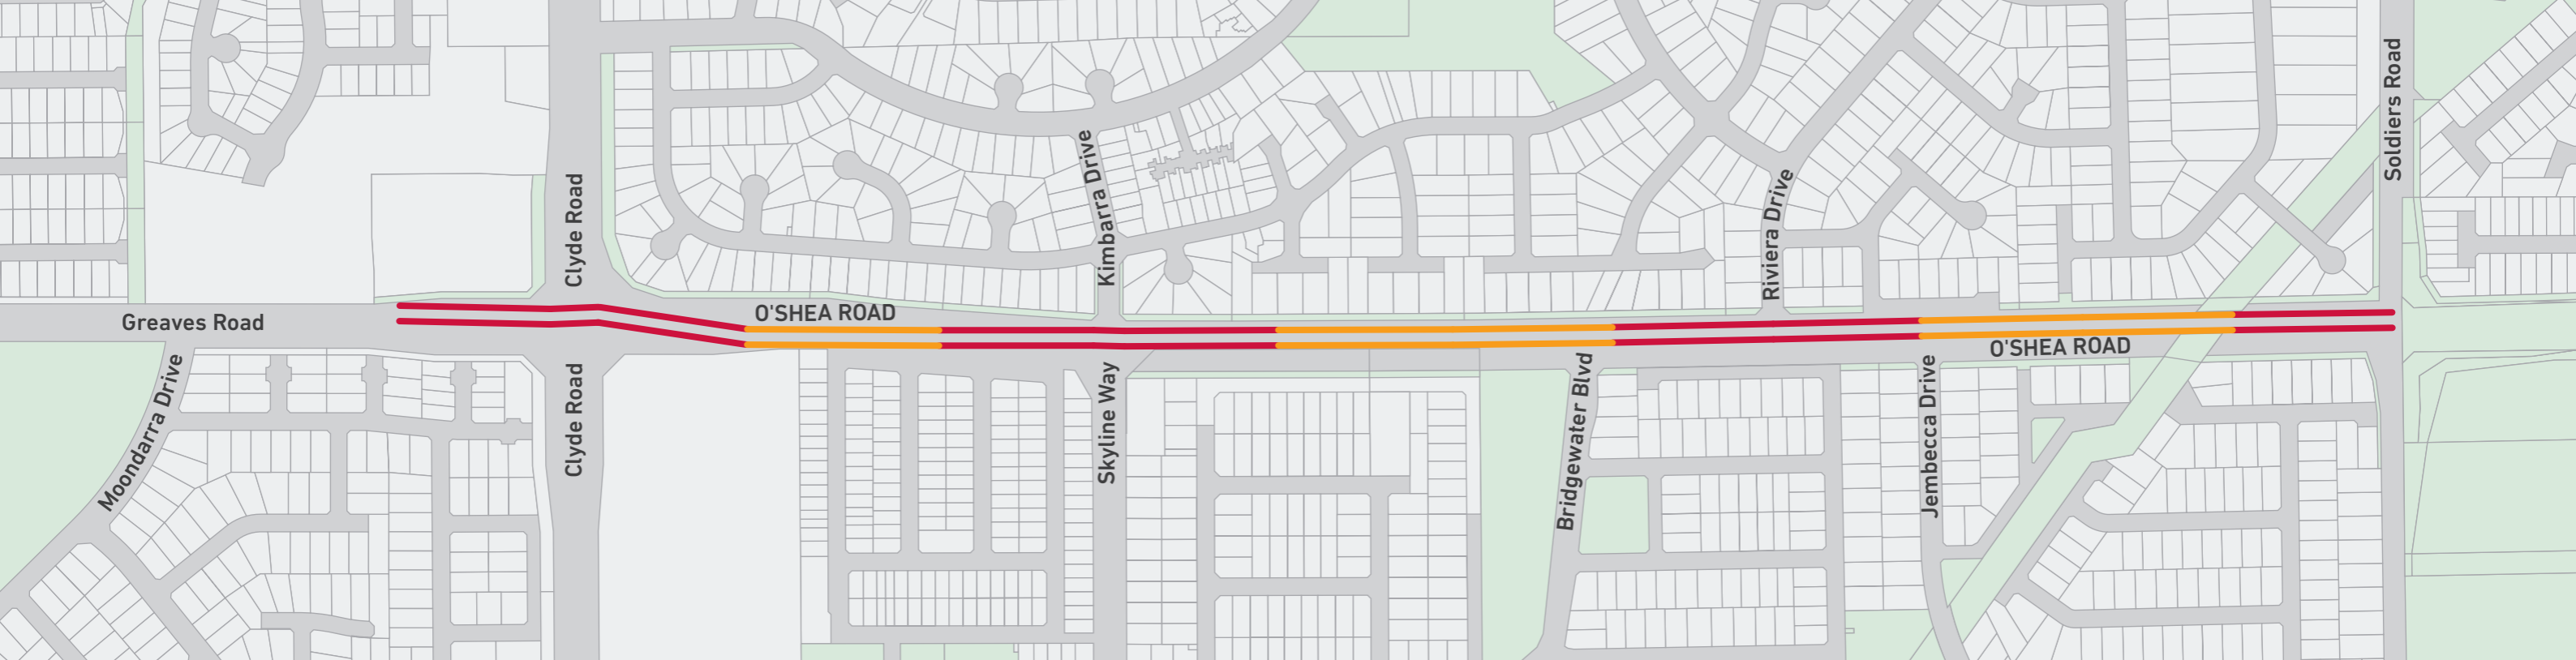 Soldiers Road
Kimbarra Drive
Clyde Road
Riviera Drive
O'SHEA ROAD
Greaves Road
O'SHEA ROAD
Moondarra Drive
Clyde Road
Skyline Way
Bridgewater Blvd
Jembecca Drive